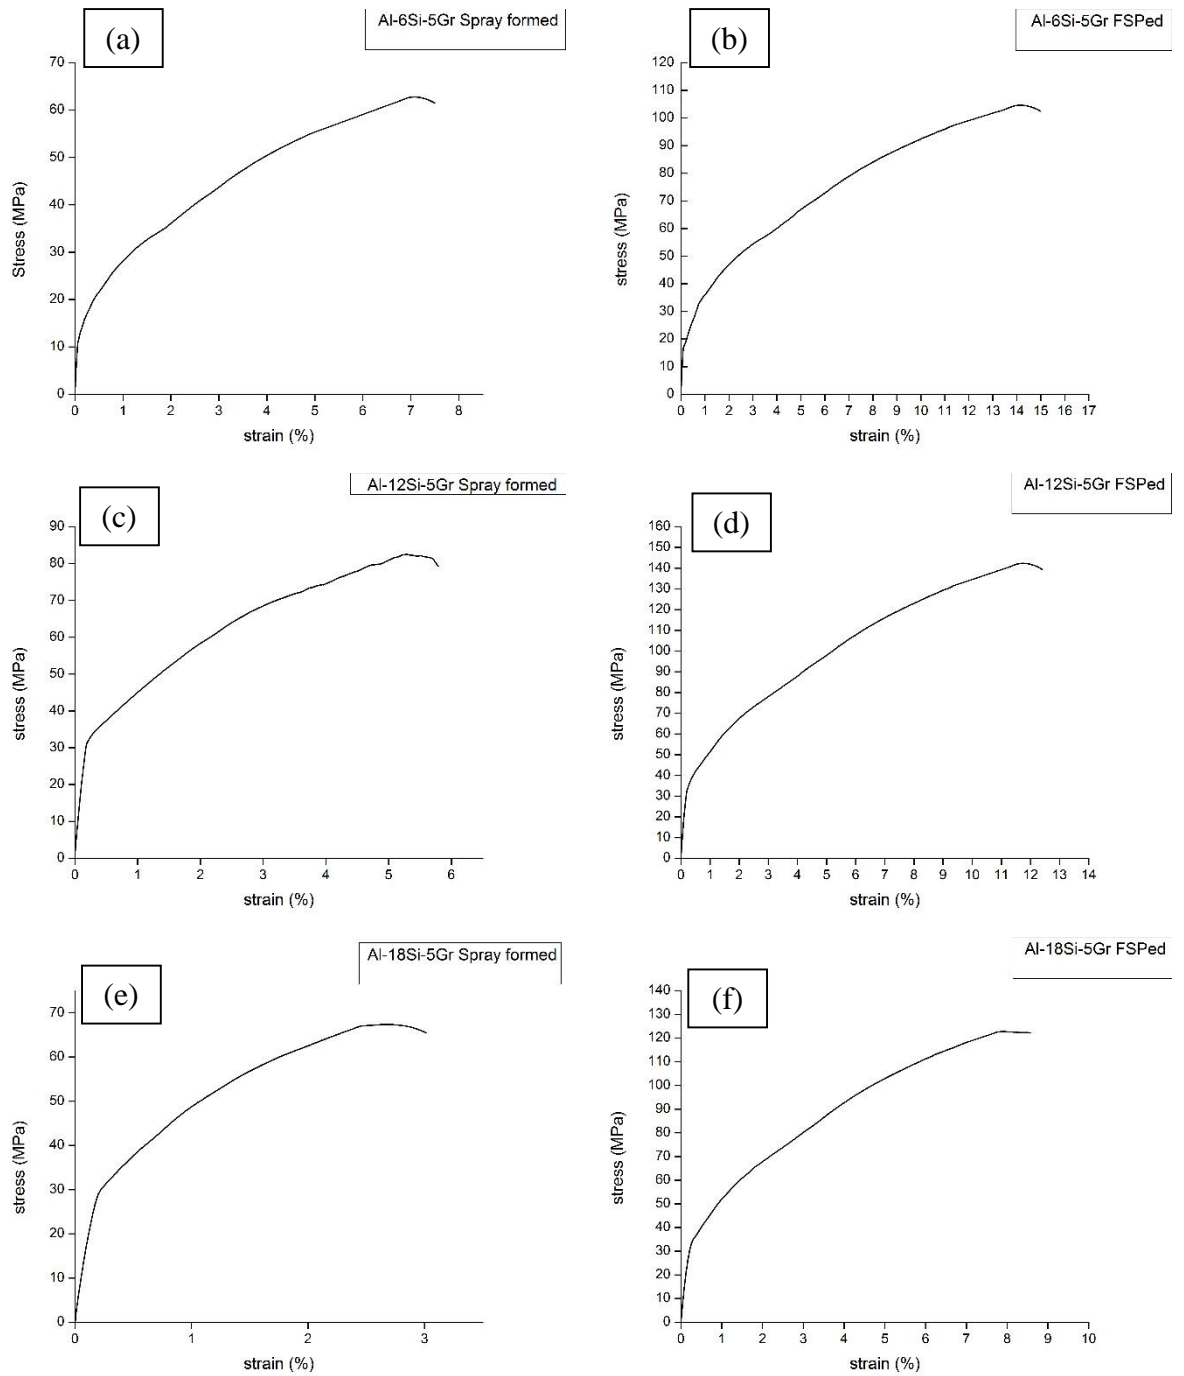 (a)
Al-6Si-5Gr Spray formed
70
60
50
40
30
20
10
0
Stress (MPa)
0 1 2 3 4 5 6 7 8
strain (%)
(b)
Al-6Si-5Gr FSPed
120
110
100
90
80
70
60
50
40
30
20
10
0
stress (MPa)
0 1 2 3 4 5 6 7 8 9 10 11 12 13 14 15 16 17
strain (%)
(c)
Al-12Si-5Gr Spray formed
90
80
70
60
50
40
30
20
10
0
stress (MPa)
0 1 2 3 4 5 6
strain (%)
(d)
Al-12Si-5Gr FSPed
160
150
140
130
120
110
100
90
80
70
60
50
40
30
20
10
0
stress (MPa)
0 1 2 3 4 5 6 7 8 9 10 11 12 13 14
strain (%)
(e)
Al-18Si-5Gr Spray formed
70
60
50
40
30
20
10
0
stress (MPa)
0 1 2 3
strain (%)
(f)
Al-18Si-5Gr FSPed
140
130
120
110
100
90
80
70
60
50
40
30
20
10
0
stress (MPa)
0 1 2 3 4 5 6 7 8 9 10
strain (%)